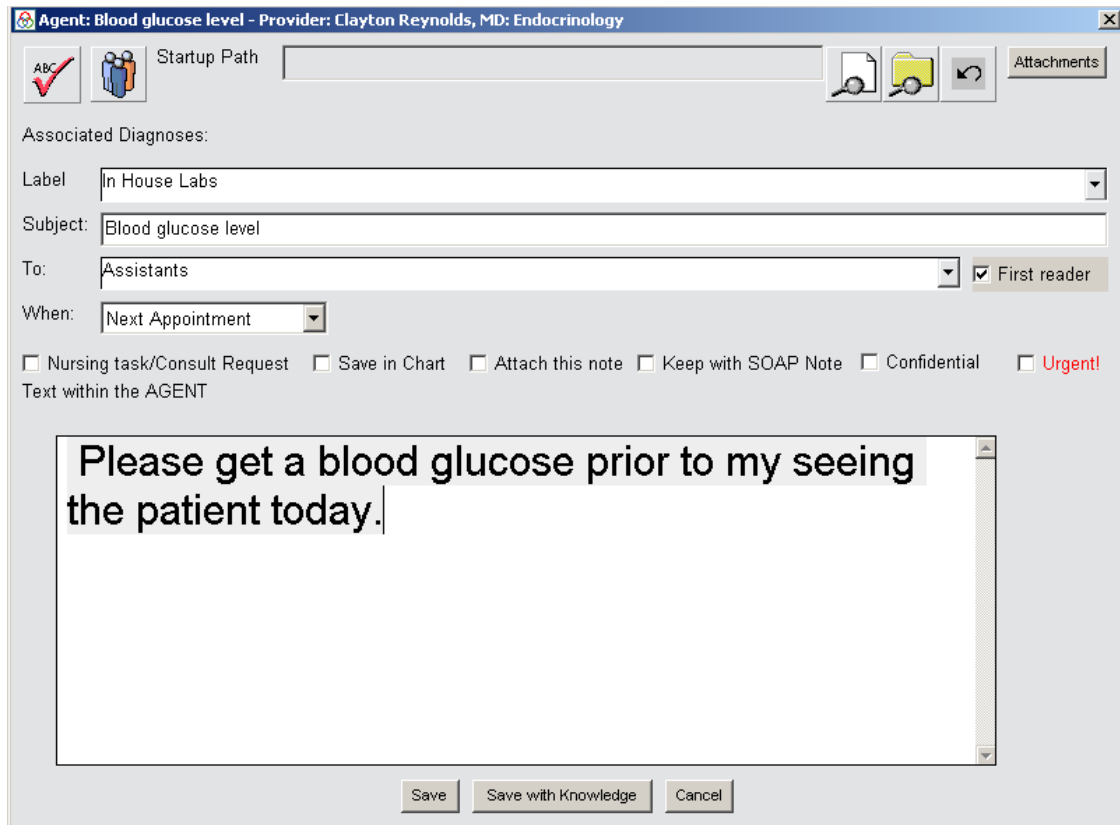 Agent: Blood glucose level - Provider: Clayton Reynolds, MD: Endocrinology
ABC
Startup Path
Attachments
Associated Diagnoses:
Label In House Labs
Subject: Blood glucose level
To: Assistants First reader
When: Next Appointment
Nursing task/Consult Request Save in Chart Attach this note Keep with SOAP Note Confidential Urgent!
Text within the AGENT
Please get a blood glucose prior to my seeing
the patient today.
Save Save with Knowledge Cancel